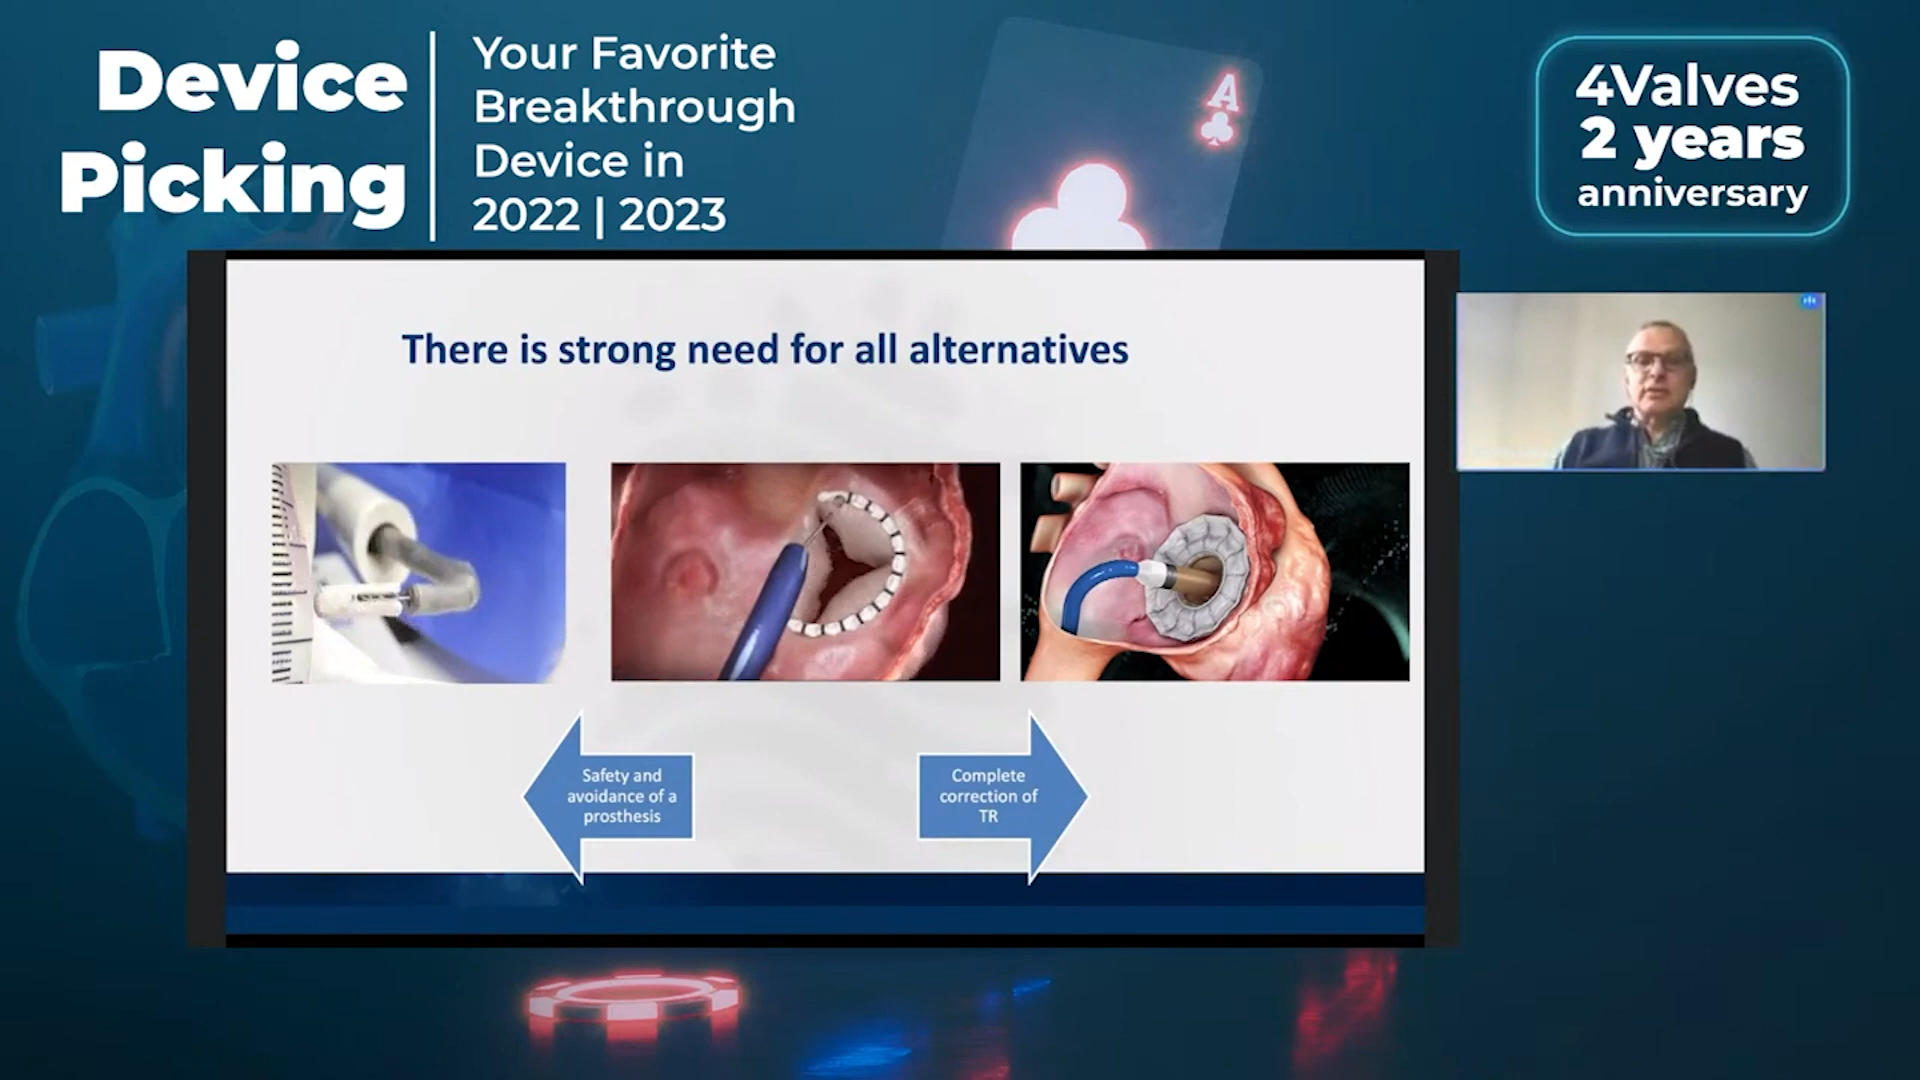 Device
Picking
Your Favorite
Breakthrough
Device in
2022 | 2023
A
4Valves
2 years
anniversary
There is strong need for all alternatives
Safety and
avoidance of a
prosthesis
Complete
correction of
TR